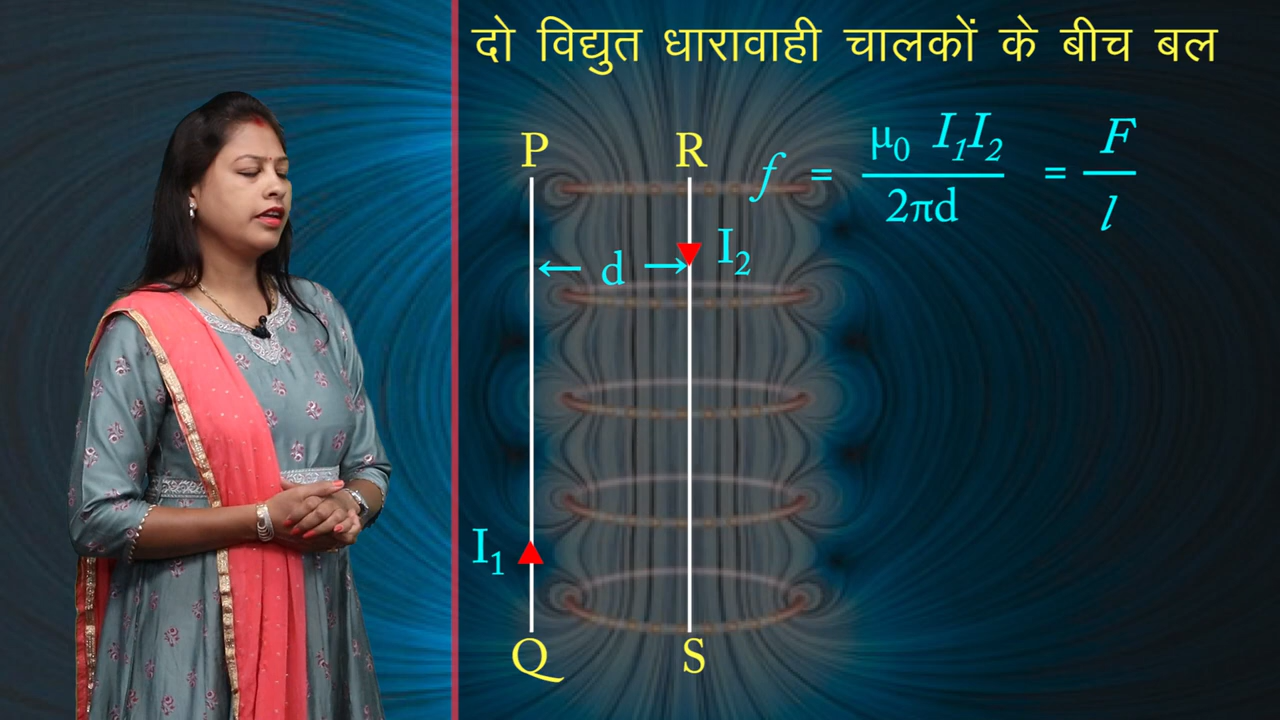 दो विद्युत धारावाही चालकों के बीच बल
P R
f = μ₀ I₁I₂ / 2πd = F / l
← d → I₂
I₁
Q S